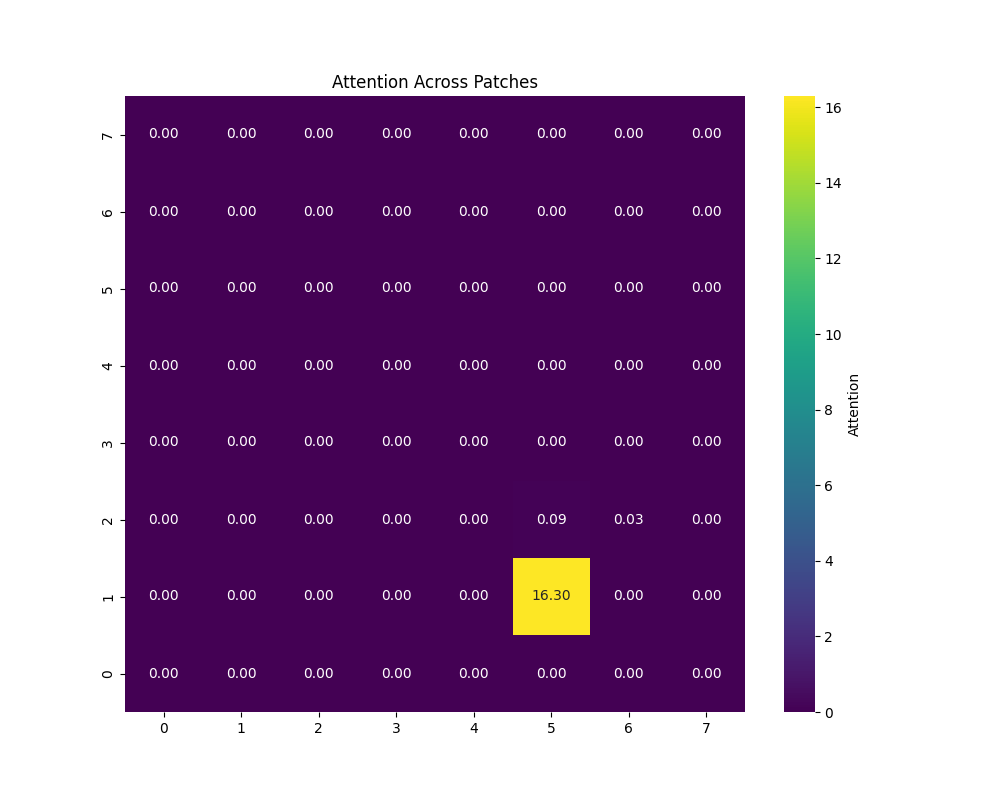 Attention Across Patches
7 0.00 0.00 0.00 0.00 0.00 0.00 0.00 0.00
6 0.00 0.00 0.00 0.00 0.00 0.00 0.00 0.00
5 0.00 0.00 0.00 0.00 0.00 0.00 0.00 0.00
4 0.00 0.00 0.00 0.00 0.00 0.00 0.00 0.00
3 0.00 0.00 0.00 0.00 0.00 0.00 0.00 0.00
2 0.00 0.00 0.00 0.00 0.00 0.09 0.03 0.00
1 0.00 0.00 0.00 0.00 0.00 16.30 0.00 0.00
0 0.00 0.00 0.00 0.00 0.00 0.00 0.00 0.00
0 1 2 3 4 5 6 7
16
14
12
10
8
6
4
2
0
Attention